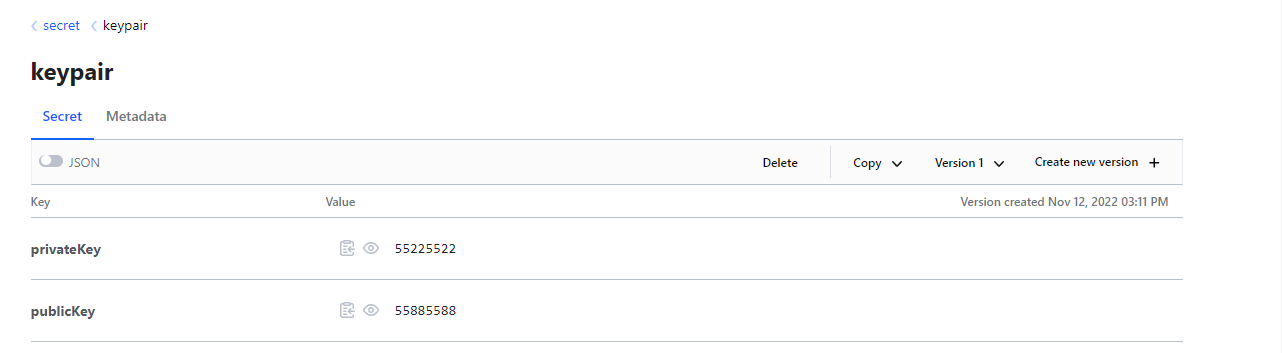 secret keypair
keypair
Secret Metadata
JSON Delete Copy Version 1 Create new version +
Key Value Version created Nov 12, 2022 03:11 PM
privateKey 55225522
publicKey 55885588